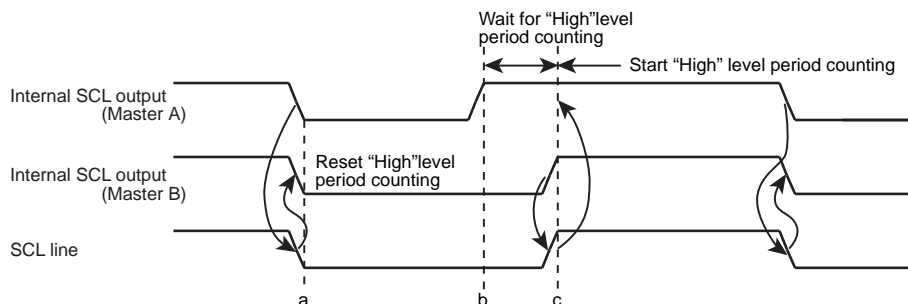 Wait for “High”level
period counting
Start “High” level period counting
Internal SCL output
(Master A)
Reset “High”level
period counting
Internal SCL output
(Master B)
SCL line
a b c